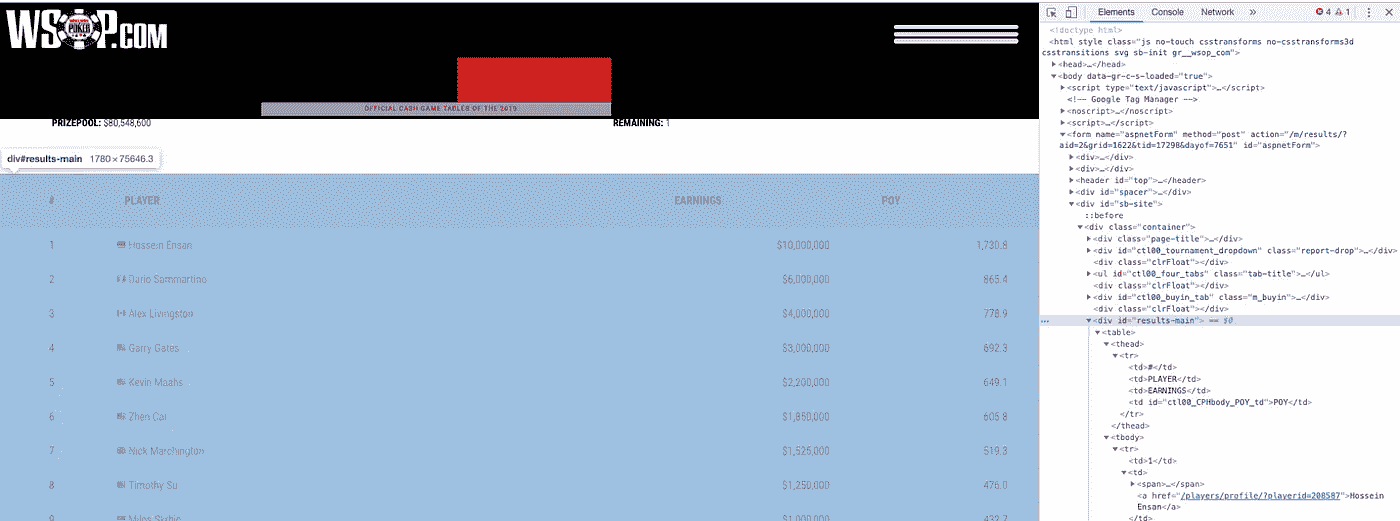 WSOP.COM
OFFICIAL CASH GAME TABLES OF THE 2019
PRIZEPOOL: $80,548,600 REMAINING: 1
div#results-main 1780 × 75646.3
# PLAYER EARNINGS POY
1 Hossein Ensan $10,000,000 1,730.8
2 Dario Sammartino $6,000,000 865.4
3 Alex Livingston $4,000,000 778.9
4 Garry Gates $3,000,000 692.3
5 Kevin Maahs $2,200,000 649.1
6 Zhen Cai $1,850,000 605.8
7 Nick Marchington $1,525,000 519.3
8 Timothy Su $1,250,000 476.0
9 Milos Skrbic $1,000,000 432.7
Elements Console Network » 4 1
<!doctype html>
<html style class="js no-touch csstransforms no-csstransforms3d
csstransitions svg sb-init gr__wsop_com">
<head>…</head>
<body data-gr-c-s-loaded="true">
<script type="text/javascript">…</script>
<!-- Google Tag Manager -->
<noscript>…</noscript>
<script>…</script>
<form name="aspnetForm" method="post" action="/m/results/?
aid=2&grid=1622&tid=17298&dayof=7651" id="aspnetForm">
<div>…</div>
<div>…</div>
<header id="top">…</header>
<div id="spacer">…</div>
<div id="sb-site">
::before
<div class="container">
<div class="page-title">…</div>
<div id="ctl00_tournament_dropdown" class="report-drop">…</div>
<div class="clrFloat"></div>
<ul id="ctl00_four_tabs" class="tab-title">…</ul>
<div class="clrFloat"></div>
<div id="ctl00_buyin_tab" class="m_buyin">…</div>
<div class="clrFloat"></div>
<div id="results-main"> == $0
<table>
<thead>
<tr>
<td>#</td>
<td>PLAYER</td>
<td>EARNINGS</td>
<td id="ctl00_CPHbody_POY_td">POY</td>
</tr>
</thead>
<tbody>
<tr>
<td>1</td>
<td>
<span>…</span>
<a href="/players/profile/?playerid=208587">Hossein
Ensan</a>
</td>